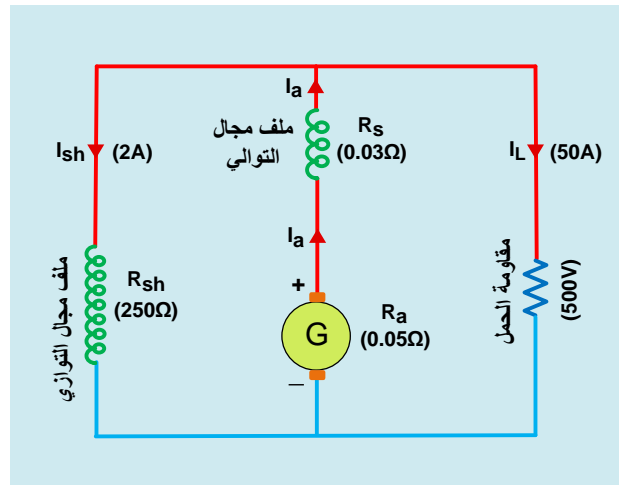 Ia
ملف مجال
التوالي
Rs
(0.03Ω)
Ish (2A)
IL (50A)
Ia
ملف مجال التوازي
Rsh
(250Ω)
+
G
–
Ra
(0.05Ω)
مقاومة الحمل
(500V)